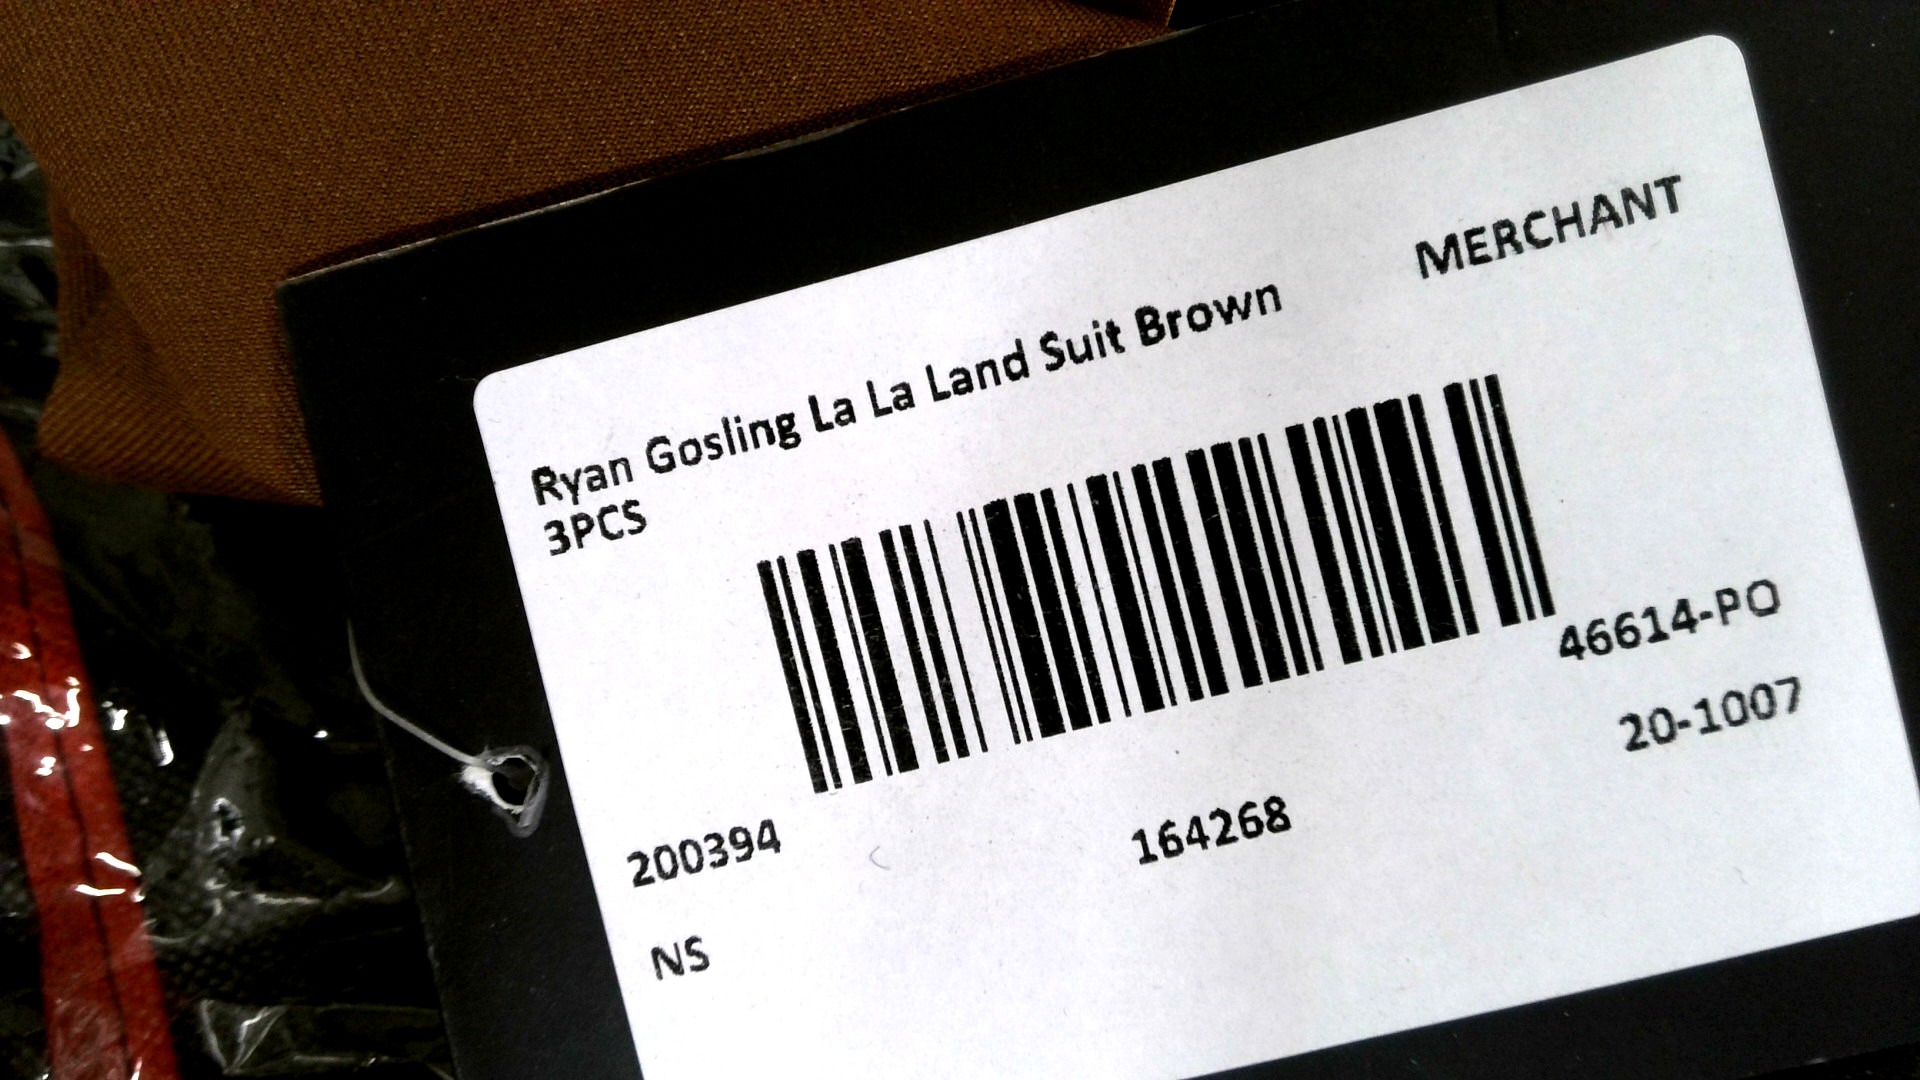 MERCHANT
Ryan Gosling La La Land Suit Brown
3PCS
46614-PO
20-1007
200394
164268
NS